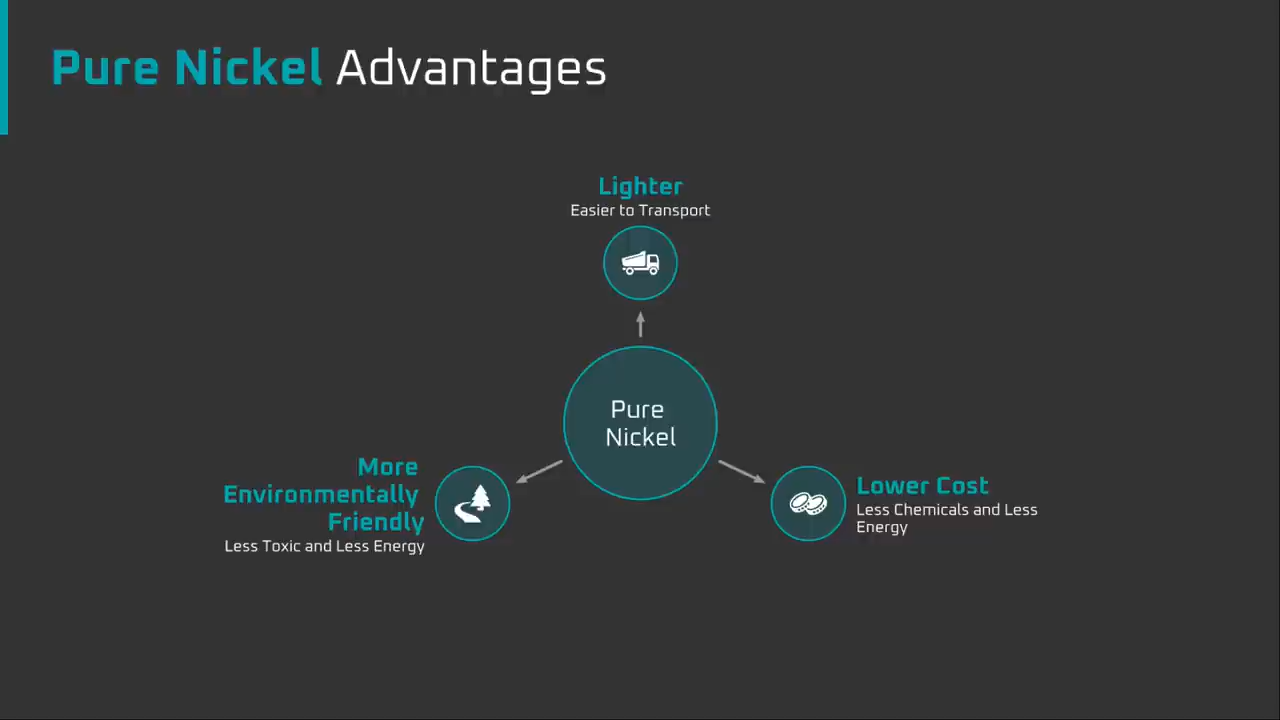 Pure Nickel Advantages
Lighter
Easier to Transport
Pure
Nickel
More
Environmentally
Friendly
Less Toxic and Less Energy
Lower Cost
Less Chemicals and Less
Energy